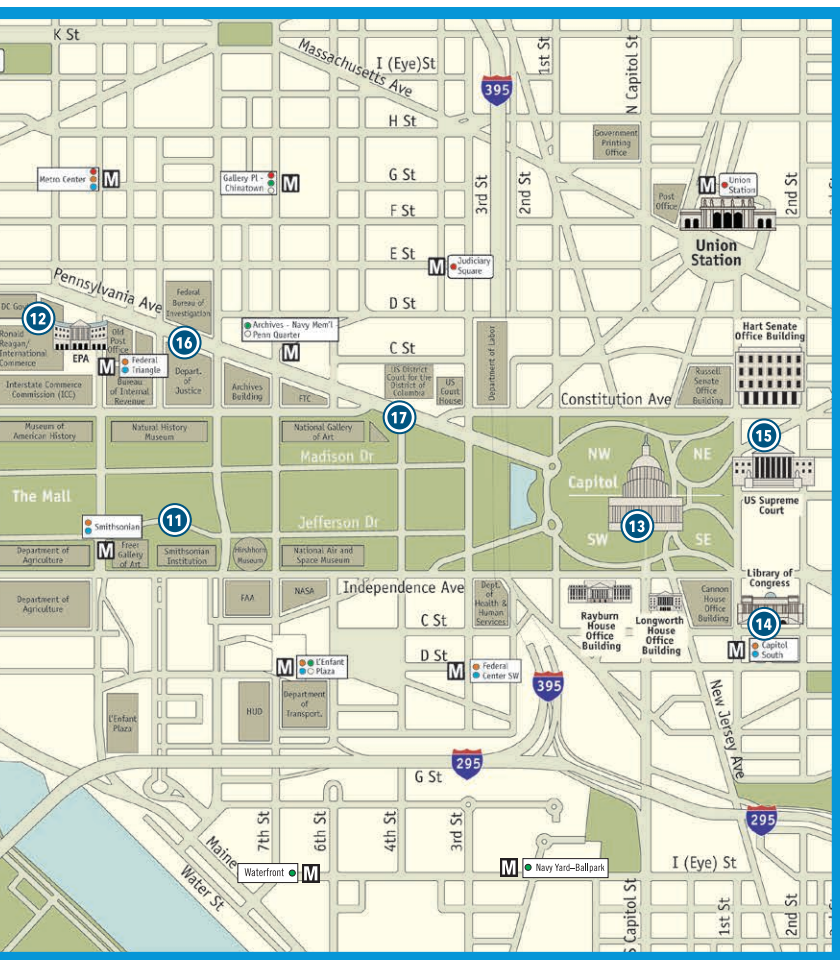 K St
Massachusetts Ave
I (Eye)St
1st St
N Capitol St
395
H St
Government
Printing
Office
Metro Center
M
Gallery Pl -
Chinatown
M
G St
3rd St
2nd St
M
Union
Station
2nd St
Post
Office
F St
Union
Station
E St
M
Judiciary
Square
Pennsylvania Ave
Federal
Bureau of
Investigation
D St
DC Gov
12
Ronald
Reagan/
International
Commerce
EPA
Old
Post
Office
16
Archives - Navy Mem'l
Penn Quarter
M
C St
Department of Labor
Hart Senate
Office Building
M
Federal
Triangle
Depart.
of
Justice
US District
Court for the
District of
Columbia
US
Court
House
Russell
Senate
Office
Building
Interstate Commerce
Commission (ICC)
Bureau
of Internal
Revenue
Archives
Building
FTC
Constitution Ave
17
Museum of
American History
Natural History
Museum
National Gallery
of Art
15
Madison Dr
NW
NE
Capitol
The Mall
US Supreme
Court
Smithsonian
11
Jefferson Dr
13
SW
SE
Department of
Agriculture
M
Freer
Gallery
of Art
Smithsonian
Institution
Hirshhorn
Museum
National Air and
Space Museum
Library of
Congress
Department of
Agriculture
FAA
NASA
Independence Ave
Dept.
of
Health &
Human
Services
Rayburn
House
Office
Building
Longworth
House
Office
Building
Cannon
House
Office
Building
14
C St
M
Capitol
South
D St
M
L'Enfant
Plaza
M
Federal
Center SW
395
New Jersey Ave
L'Enfant
Plaza
HUD
Department
of
Transport.
295
G St
295
7th St
6th St
4th St
3rd St
Maine
Water St
Waterfront
M
M
Navy Yard–Ballpark
I (Eye) St
S Capitol St
1st St
2nd St